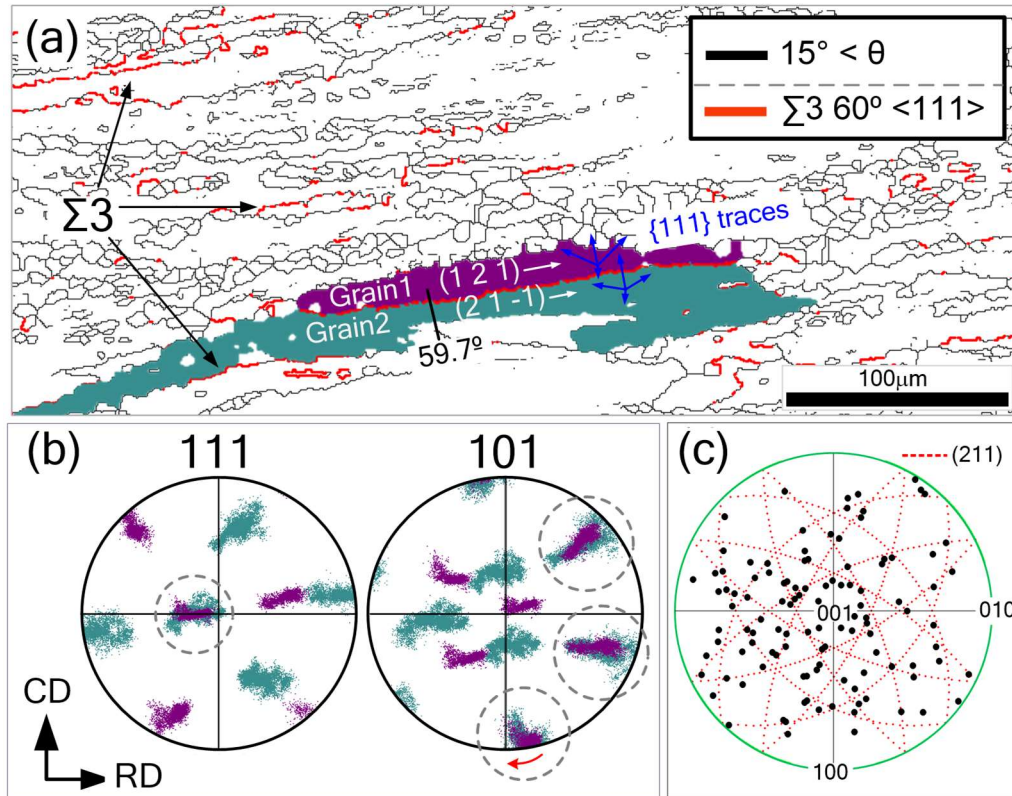 (a)
15° < θ
∑3 60º <111>
Σ3
{111} traces
Grain1 (1 2 1)
Grain2 (2 1 -1)
59.7º
100μm
(b)
111
101
CD
RD
(c)
(211)
001
010
100